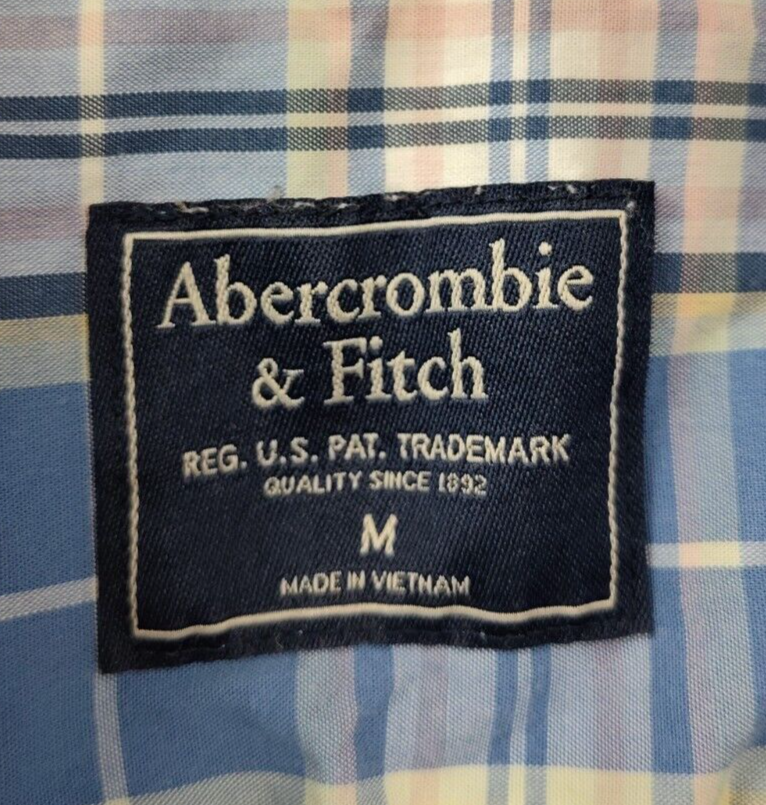 Abercrombie
& Fitch
REG. U.S. PAT. TRADEMARK
QUALITY SINCE 1892
M
MADE IN VIETNAM